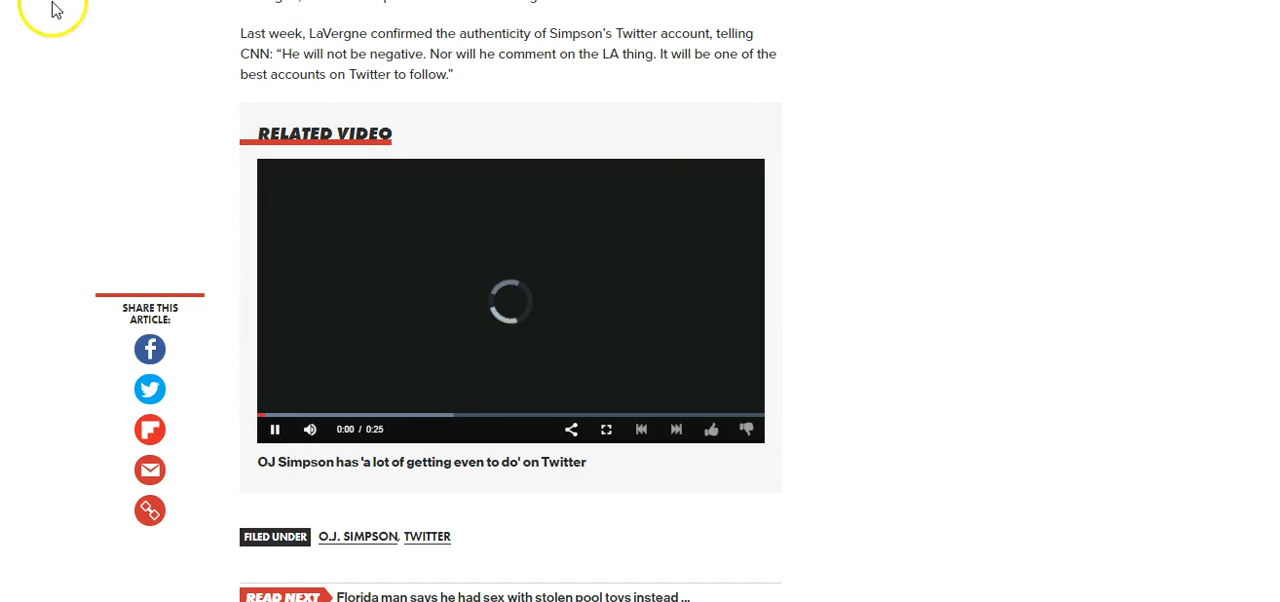 Last week, LaVergne confirmed the authenticity of Simpson’s Twitter account, telling
CNN: “He will not be negative. Nor will he comment on the LA thing. It will be one of the
best accounts on Twitter to follow.”
RELATED VIDEO
SHARE THIS
ARTICLE:
0:00 / 0:25
OJ Simpson has 'a lot of getting even to do' on Twitter
FILED UNDER O.J. SIMPSON, TWITTER
READ NEXT Florida man says he had sex with stolen pool toys instead ...